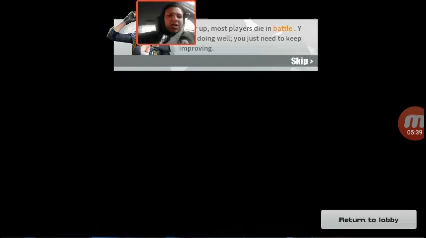 up, most players die in battle . Y
doing well; you just need to keep
improving.
Skip >
05:39
Return to lobby